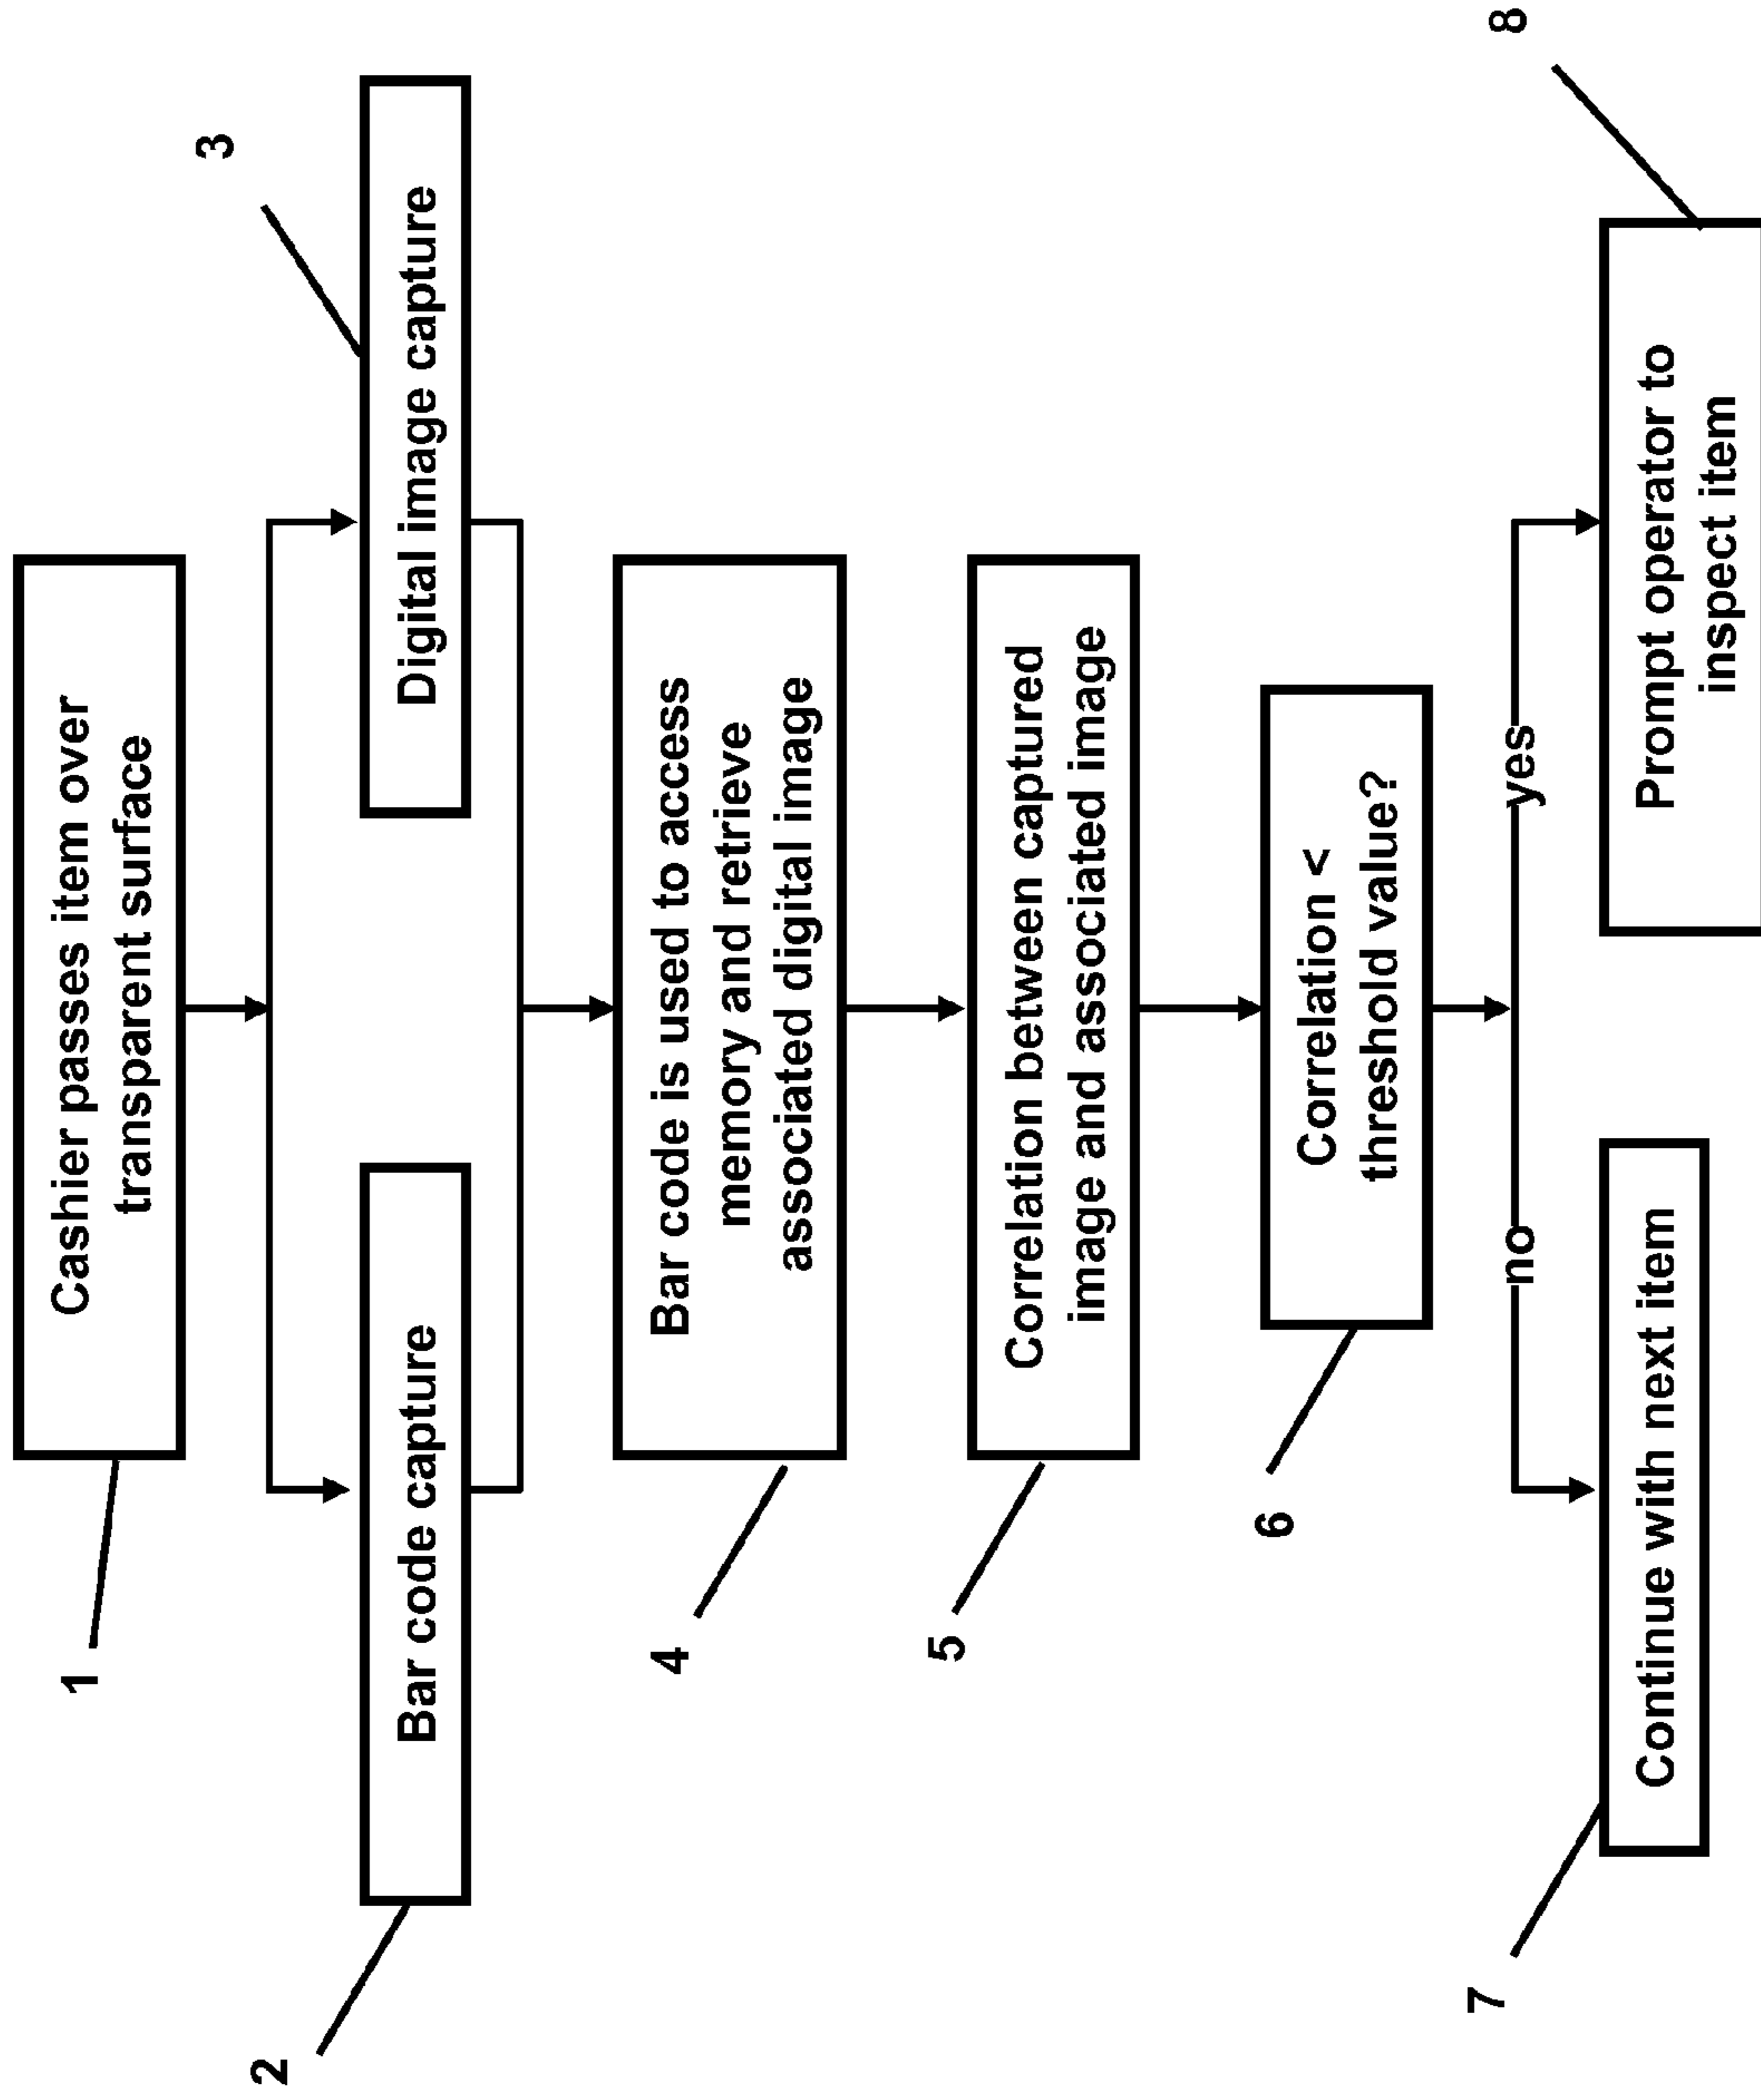 1
Cashier passes item over
transparent surface
2
Bar code capture
3
Digital image capture
4
Bar code is used to access
memory and retrieve
associated digital image
5
Correlation between captured
image and associated image
6
Correlation <
threshold value?
no
yes
7
Continue with next item
8
Prompt operator to
inspect item